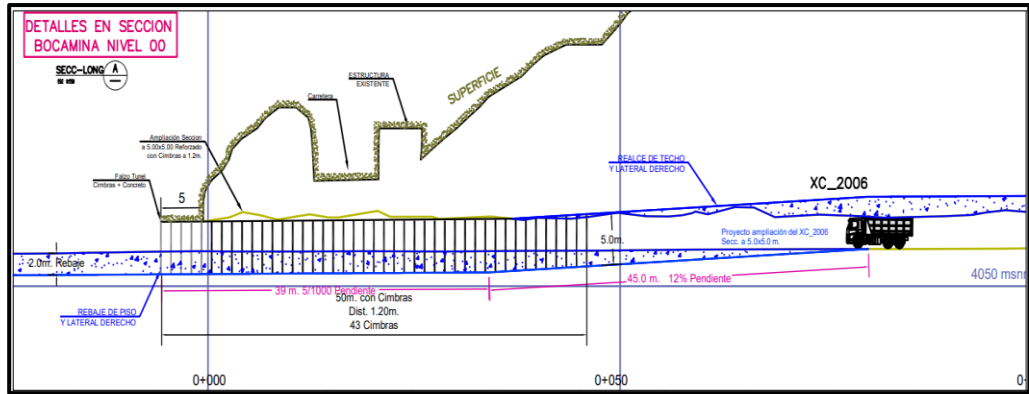 DETALLES EN SECCION
BOCAMINA NIVEL 00
SECC-LONG
A
ESTRUCTURA
EXISTENTE
SUPERFICIE
Carretera
Ampliación Seccion
a 5.00x5.00 Reforzado
con Cimbras a 1.2m.
Falzo Tunel
Cimbras + Concreto
5
REALCE DE TECHO
Y LATERAL DERECHO
XC_2006
Proyecto ampliación del XC_2006
Secc. a 5.0x5.0 m.
5.0m.
2.0m. Rebaje
4050 msnm
39 m. 5/1000 Pendiente
45.0 m. 12% Pendiente
50m. con Cimbras
Dist. 1.20m.
43 Cimbras
REBAJE DE PISO
Y LATERAL DERECHO
0+000
0+050